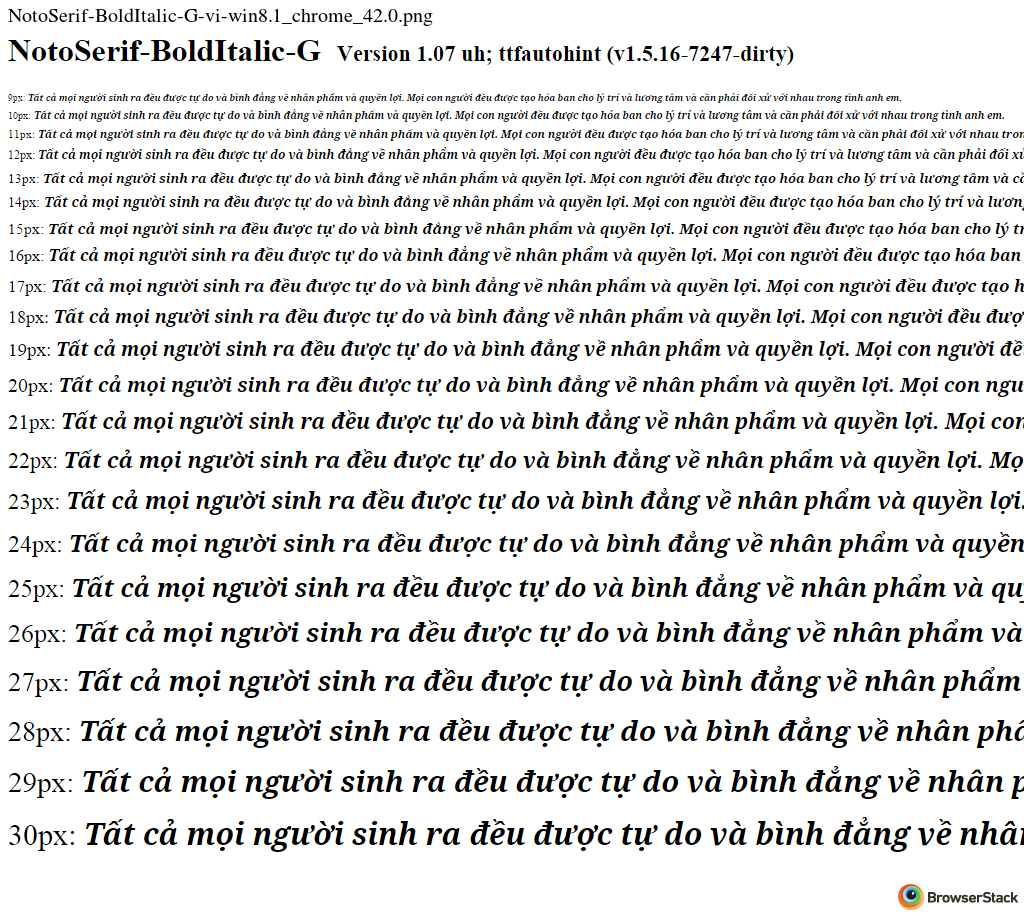 NotoSerif-BoldItalic-G-vi-win8.1_chrome_42.0.png
NotoSerif-BoldItalic-G Version 1.07 uh; ttfautohint (v1.5.16-7247-dirty)
9px: Tất cả mọi người sinh ra đều được tự do và bình đẳng về nhân phẩm và quyền lợi. Mọi con người đều được tạo hóa ban cho lý trí và lương tâm và cần phải đối xử với nhau trong tình anh em.
10px: Tất cả mọi người sinh ra đều được tự do và bình đẳng về nhân phẩm và quyền lợi. Mọi con người đều được tạo hóa ban cho lý trí và lương tâm và cần phải đối xử với nhau trong tình anh em.
11px: Tất cả mọi người sinh ra đều được tự do và bình đẳng về nhân phẩm và quyền lợi. Mọi con người đều được tạo hóa ban cho lý trí và lương tâm và cần phải đối xử với nhau tron
12px: Tất cả mọi người sinh ra đều được tự do và bình đẳng về nhân phẩm và quyền lợi. Mọi con người đều được tạo hóa ban cho lý trí và lương tâm và cần phải đối xử
13px: Tất cả mọi người sinh ra đều được tự do và bình đẳng về nhân phẩm và quyền lợi. Mọi con người đều được tạo hóa ban cho lý trí và lương tâm và cầ
14px: Tất cả mọi người sinh ra đều được tự do và bình đẳng về nhân phẩm và quyền lợi. Mọi con người đều được tạo hóa ban cho lý trí và lương
15px: Tất cả mọi người sinh ra đều được tự do và bình đẳng về nhân phẩm và quyền lợi. Mọi con người đều được tạo hóa ban cho lý tr
16px: Tất cả mọi người sinh ra đều được tự do và bình đẳng về nhân phẩm và quyền lợi. Mọi con người đều được tạo hóa ban
17px: Tất cả mọi người sinh ra đều được tự do và bình đẳng về nhân phẩm và quyền lợi. Mọi con người đều được tạo h
18px: Tất cả mọi người sinh ra đều được tự do và bình đẳng về nhân phẩm và quyền lợi. Mọi con người đều đượ
19px: Tất cả mọi người sinh ra đều được tự do và bình đẳng về nhân phẩm và quyền lợi. Mọi con người đề
20px: Tất cả mọi người sinh ra đều được tự do và bình đẳng về nhân phẩm và quyền lợi. Mọi con ngư
21px: Tất cả mọi người sinh ra đều được tự do và bình đẳng về nhân phẩm và quyền lợi. Mọi con
22px: Tất cả mọi người sinh ra đều được tự do và bình đẳng về nhân phẩm và quyền lợi. Mọ
23px: Tất cả mọi người sinh ra đều được tự do và bình đẳng về nhân phẩm và quyền lợi.
24px: Tất cả mọi người sinh ra đều được tự do và bình đẳng về nhân phẩm và quyền
25px: Tất cả mọi người sinh ra đều được tự do và bình đẳng về nhân phẩm và quy
26px: Tất cả mọi người sinh ra đều được tự do và bình đẳng về nhân phẩm và
27px: Tất cả mọi người sinh ra đều được tự do và bình đẳng về nhân phẩm
28px: Tất cả mọi người sinh ra đều được tự do và bình đẳng về nhân phẩ
29px: Tất cả mọi người sinh ra đều được tự do và bình đẳng về nhân p
30px: Tất cả mọi người sinh ra đều được tự do và bình đẳng về nhân
BrowserStack